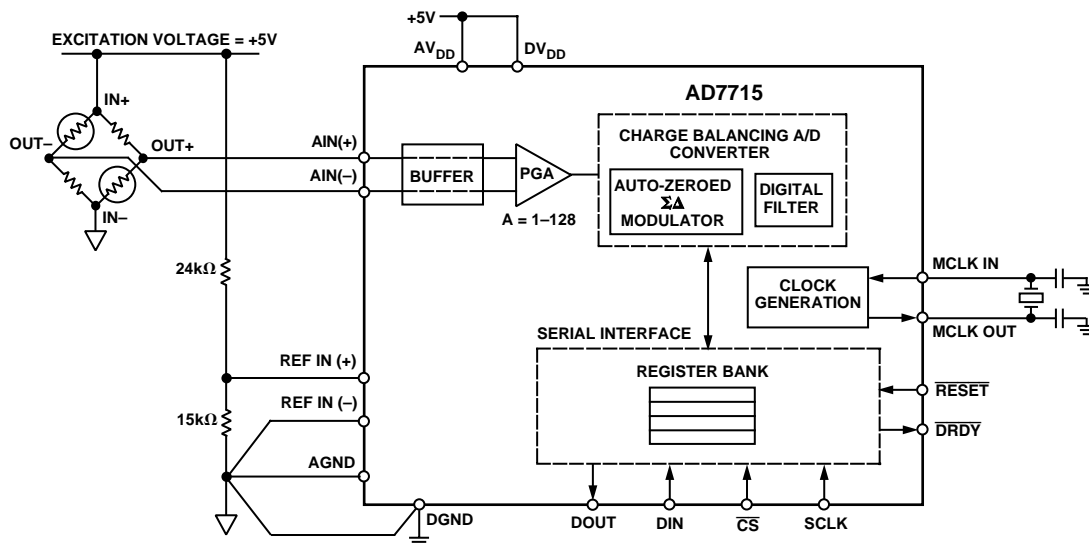 +5V
EXCITATION VOLTAGE = +5V
AVDD
DVDD
AD7715
IN+
OUT–
OUT+
IN–
AIN(+)
AIN(–)
BUFFER
PGA
A = 1–128
CHARGE BALANCING A/D
CONVERTER
AUTO-ZEROED
ΣΔ
MODULATOR
DIGITAL
FILTER
24kΩ
CLOCK
GENERATION
MCLK IN
MCLK OUT
SERIAL INTERFACE
REGISTER BANK
REF IN (+)
REF IN (–)
15kΩ
AGND
RESET
DRDY
DGND
DOUT
DIN
CS
SCLK